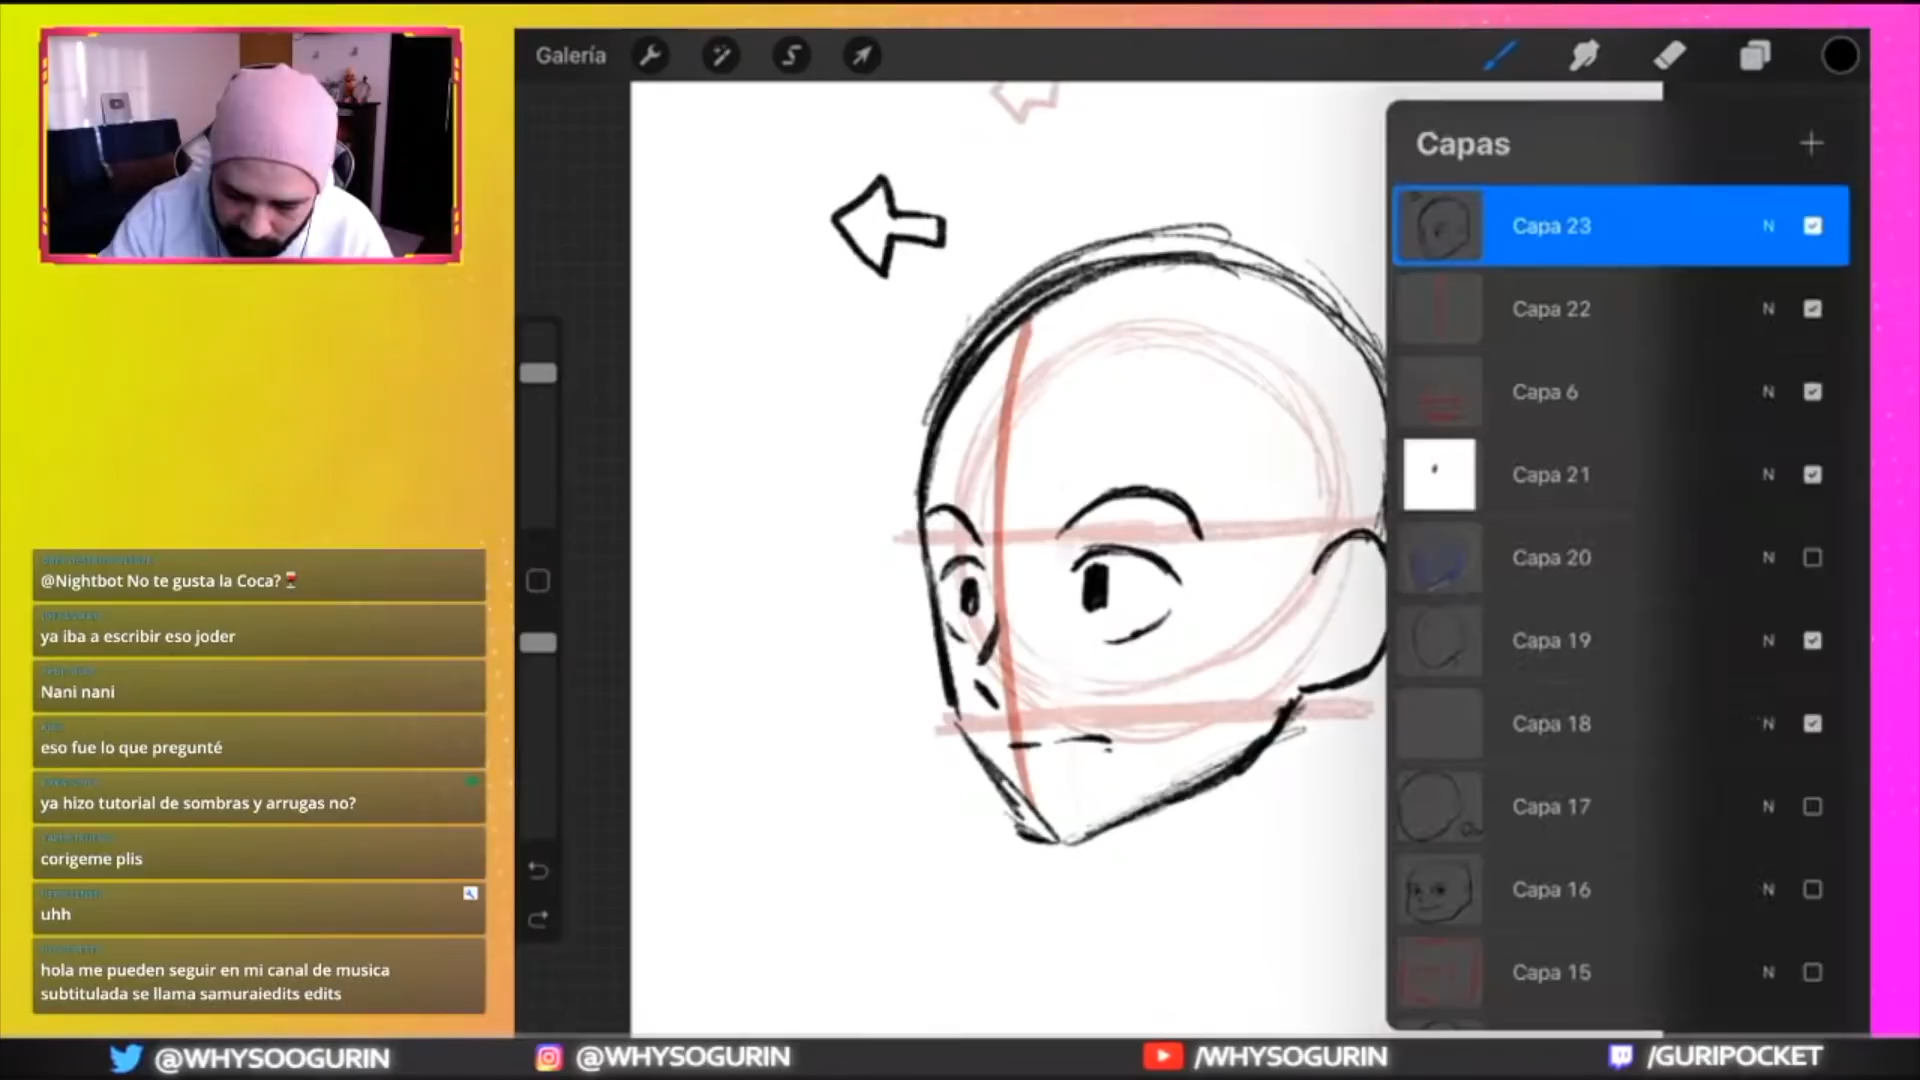 Galería
Capas
Capa 23 N
Capa 22 N
Capa 6 N
Capa 21 N
Capa 20 N
Capa 19 N
Capa 18 N
Capa 17 N
Capa 16 N
Capa 15 N
@Nightbot No te gusta la Coca?
ya iba a escribir eso joder
Nani nani
eso fue lo que pregunté
ya hizo tutorial de sombras y arrugas no?
corigeme plis
uhh
hola me pueden seguir en mi canal de musica
subtitulada se llama samuraiedits edits
@WHYSOOGURIN
@WHYSOGURIN
/WHYSOGURIN
/GURIPOCKET